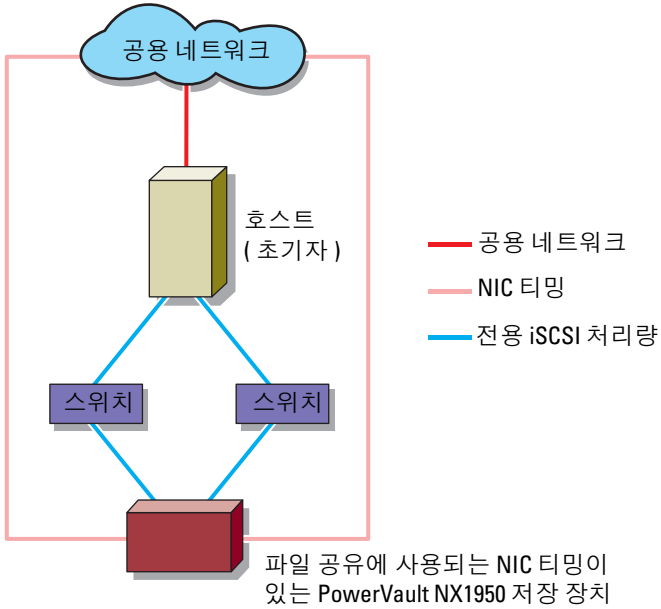 공용 네트워크
호스트
( 초기자 )
공용 네트워크
NIC 티밍
전용 iSCSI 처리량
스위치
스위치
파일 공유에 사용되는 NIC 티밍이
있는 PowerVault NX1950 저장 장치